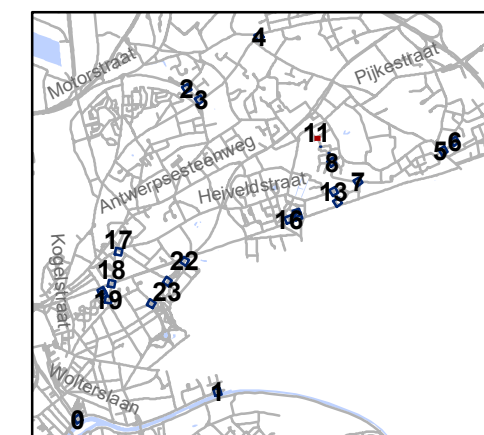 4
Motorstraat
Pijkestraat
2
3
11
Antwerpsesteenweg
6
5
8
Heiveldstraat
7
13
16
17
Kogelstraat
22
18
19
23
Wolterslaan
1
0